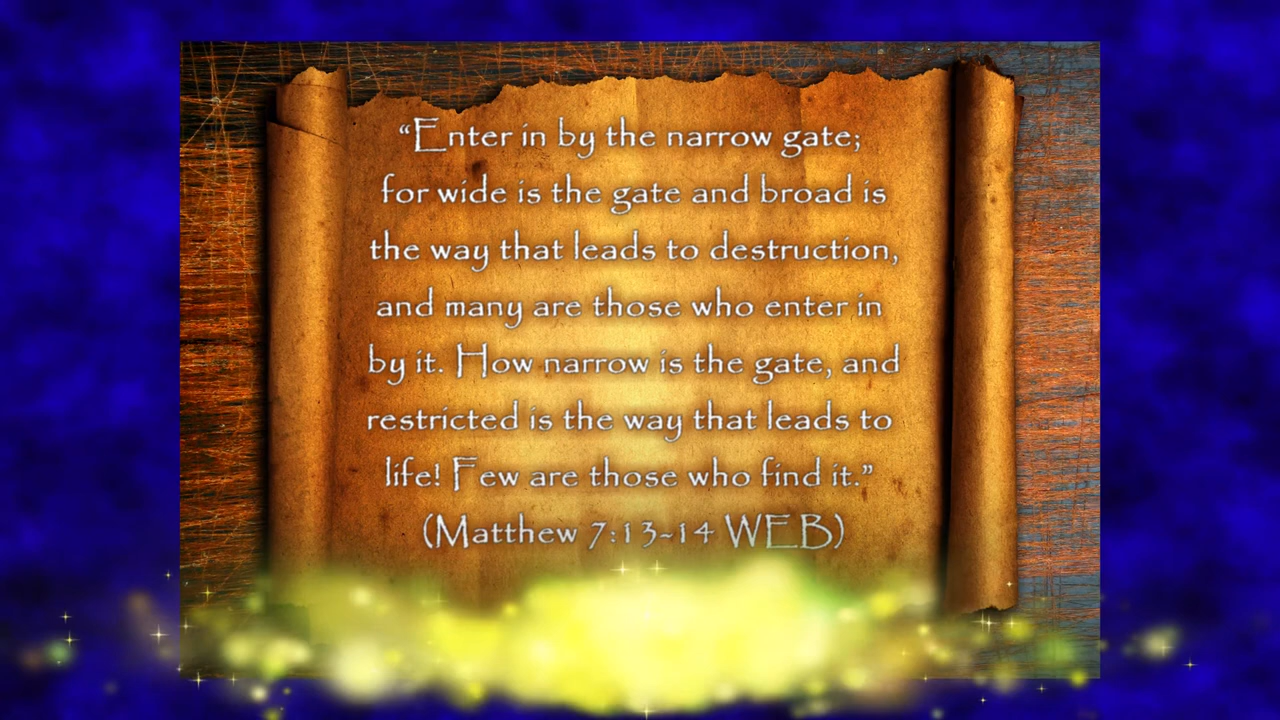 “Enter in by the narrow gate;
for wide is the gate and broad is
the way that leads to destruction,
and many are those who enter in
by it. How narrow is the gate, and
restricted is the way that leads to
life! Few are those who find it.”
(Matthew 7:13-14 WEB)